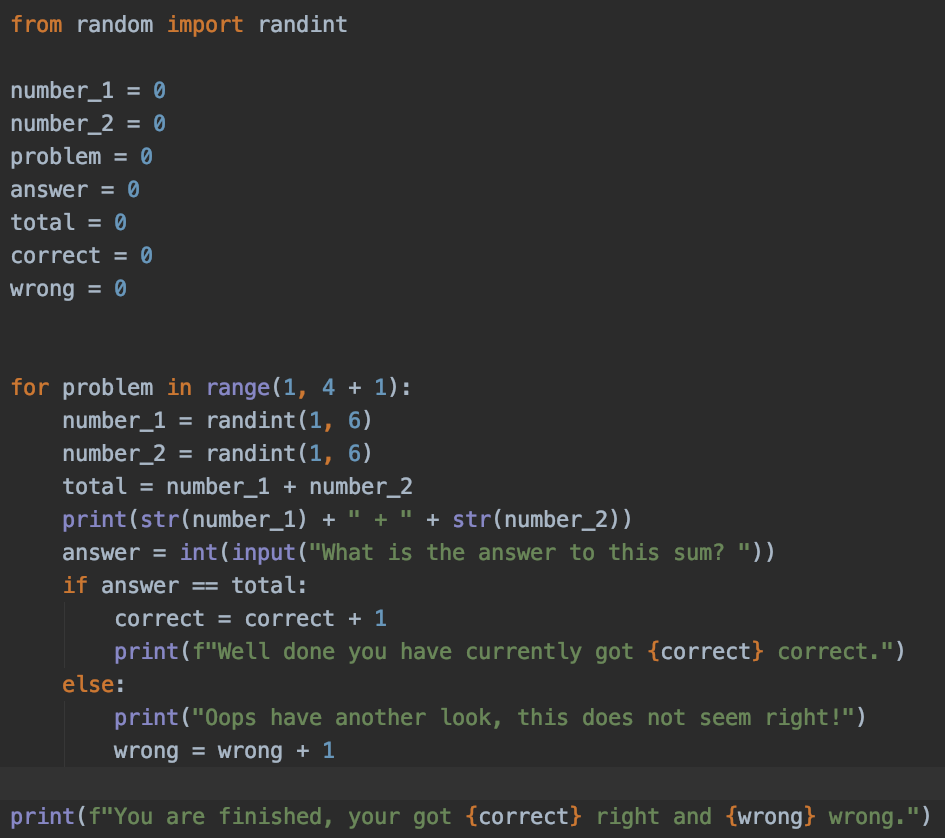 from random import randint
number_1 = 0
number_2 = 0
problem = 0
answer = 0
total = 0
correct = 0
wrong = 0
for problem in range(1, 4 + 1):
    number_1 = randint(1, 6)
    number_2 = randint(1, 6)
    total = number_1 + number_2
    print(str(number_1) + " + " + str(number_2))
    answer = int(input("What is the answer to this sum? "))
    if answer == total:
        correct = correct + 1
        print(f"Well done you have currently got {correct} correct.")
    else:
        print("Oops have another look, this does not seem right!")
        wrong = wrong + 1
print(f"You are finished, your got {correct} right and {wrong} wrong.")